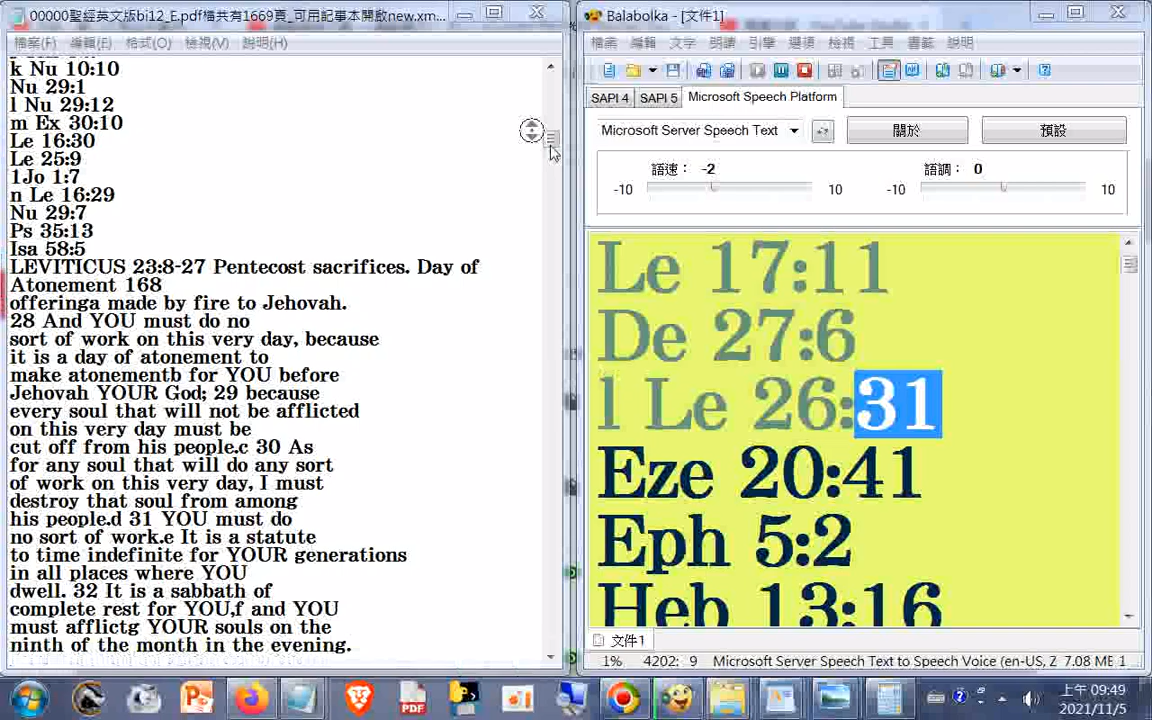 00000聖經英文版bi12_E.pdf檔共有1669頁_可用記事本開啟new.xm...
檔案(F) 編輯(E) 格式(O) 檢視(V) 說明(H)
k Nu 10:10
Nu 29:1
l Nu 29:12
m Ex 30:10
Le 16:30
Le 25:9
1Jo 1:7
n Le 16:29
Nu 29:7
Ps 35:13
Isa 58:5
LEVITICUS 23:8-27 Pentecost sacrifices. Day of
Atonement 168
offeringa made by fire to Jehovah.
28 And YOU must do no
sort of work on this very day, because
it is a day of atonement to
make atonementb for YOU before
Jehovah YOUR God; 29 because
every soul that will not be afflicted
on this very day must be
cut off from his people.c 30 As
for any soul that will do any sort
of work on this very day, I must
destroy that soul from among
his people.d 31 YOU must do
no sort of work.e It is a statute
to time indefinite for YOUR generations
in all places where YOU
dwell. 32 It is a sabbath of
complete rest for YOU,f and YOU
must afflictg YOUR souls on the
ninth of the month in the evening.
Balabolka - [文件1]
檔案 編輯 文字 朗讀 引擎 選項 檢視 工具 書籤 說明
SAPI 4 SAPI 5 Microsoft Speech Platform
Microsoft Server Speech Text 關於 預設
語速： -2 語調： 0
-10 10 -10 10
Le 17:11
De 27:6
l Le 26:31
Eze 20:41
Eph 5:2
Heb 13:16
文件1
1% 4202: 9 Microsoft Server Speech Text to Speech Voice (en-US, Z 7.08 ME 1
PDF
上午 09:49
2021/11/5